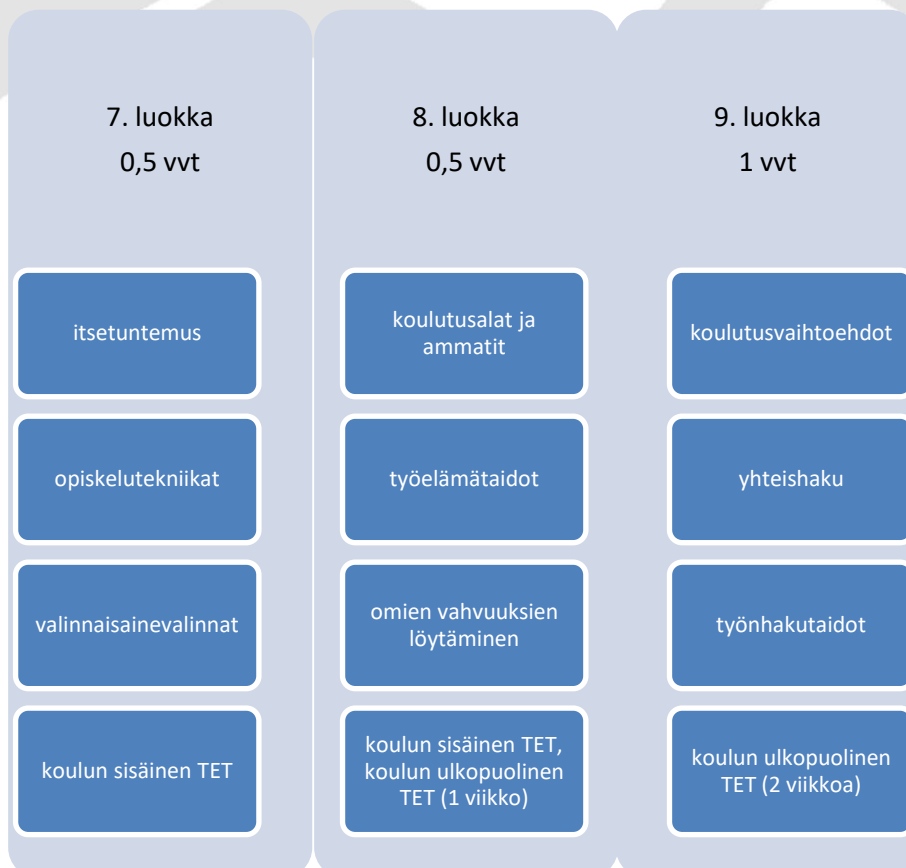 7. luokka
0,5 vvt
itsetuntemus
opiskelutekniikat
valinnaisainevalinnat
koulun sisäinen TET
8. luokka
0,5 vvt
koulutusalat ja
ammatit
työelämätaidot
omien vahvuuksien
löytäminen
koulun sisäinen TET,
koulun ulkopuolinen
TET (1 viikko)
9. luokka
1 vvt
koulutusvaihtoehdot
yhteishaku
työnhakutaidot
koulun ulkopuolinen
TET (2 viikkoa)